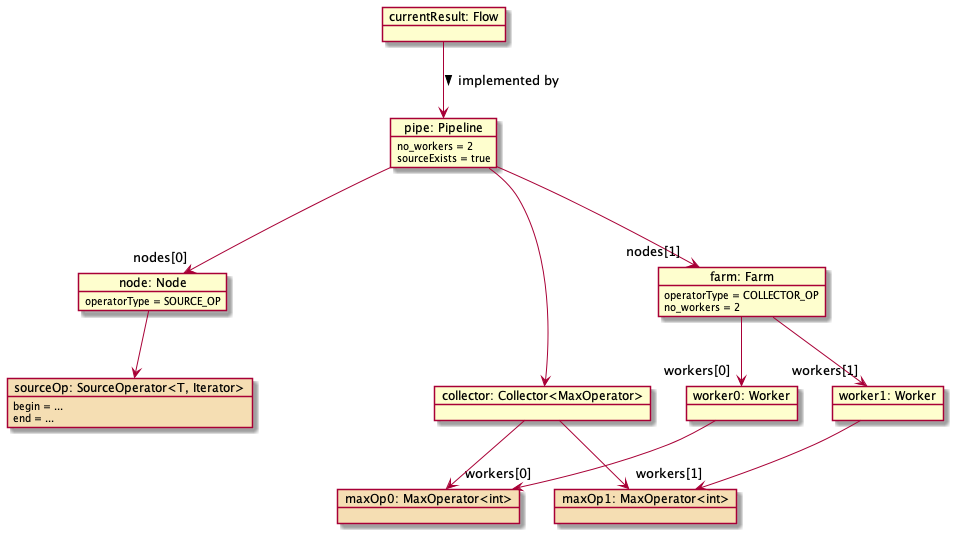 currentResult: Flow
implemented by
pipe: Pipeline
no_workers = 2
sourceExists = true
nodes[0]
nodes[1]
node: Node
operatorType = SOURCE_OP
farm: Farm
operatorType = COLLECTOR_OP
no_workers = 2
workers[0]
workers[1]
sourceOp: SourceOperator<T, Iterator>
begin = ...
end = ...
collector: Collector<MaxOperator>
worker0: Worker
worker1: Worker
workers[0]
workers[1]
maxOp0: MaxOperator<int>
maxOp1: MaxOperator<int>